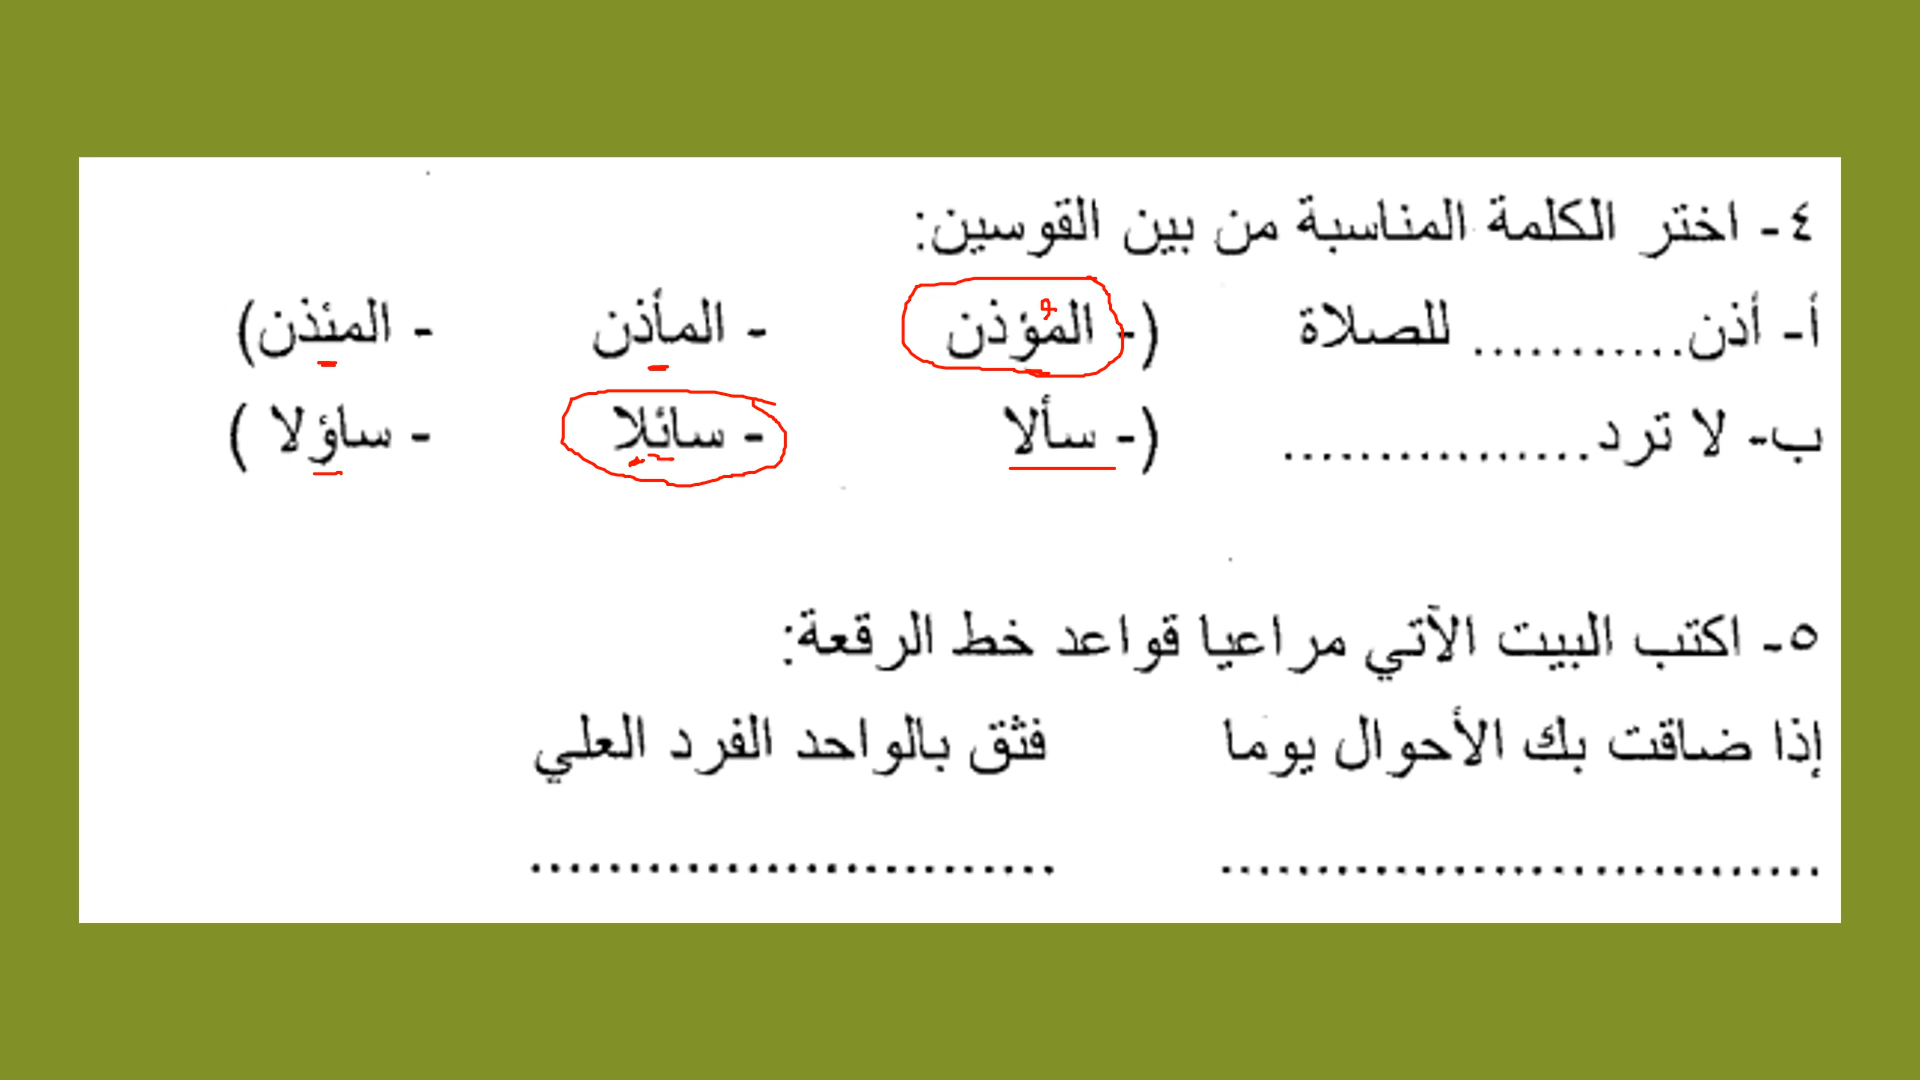 ٤- اختر الكلمة المناسبة من بين القوسين:
أ- أذن........... للصلاة (- المؤذن - المأذن - المئذن)
ب- لا ترد................ (- سألا - سائلا - ساؤلا )
٥- اكتب البيت الآتي مراعيا قواعد خط الرقعة:
إذا ضاقت بك الأحوال يوما فثق بالواحد الفرد العلي
............................... ...........................